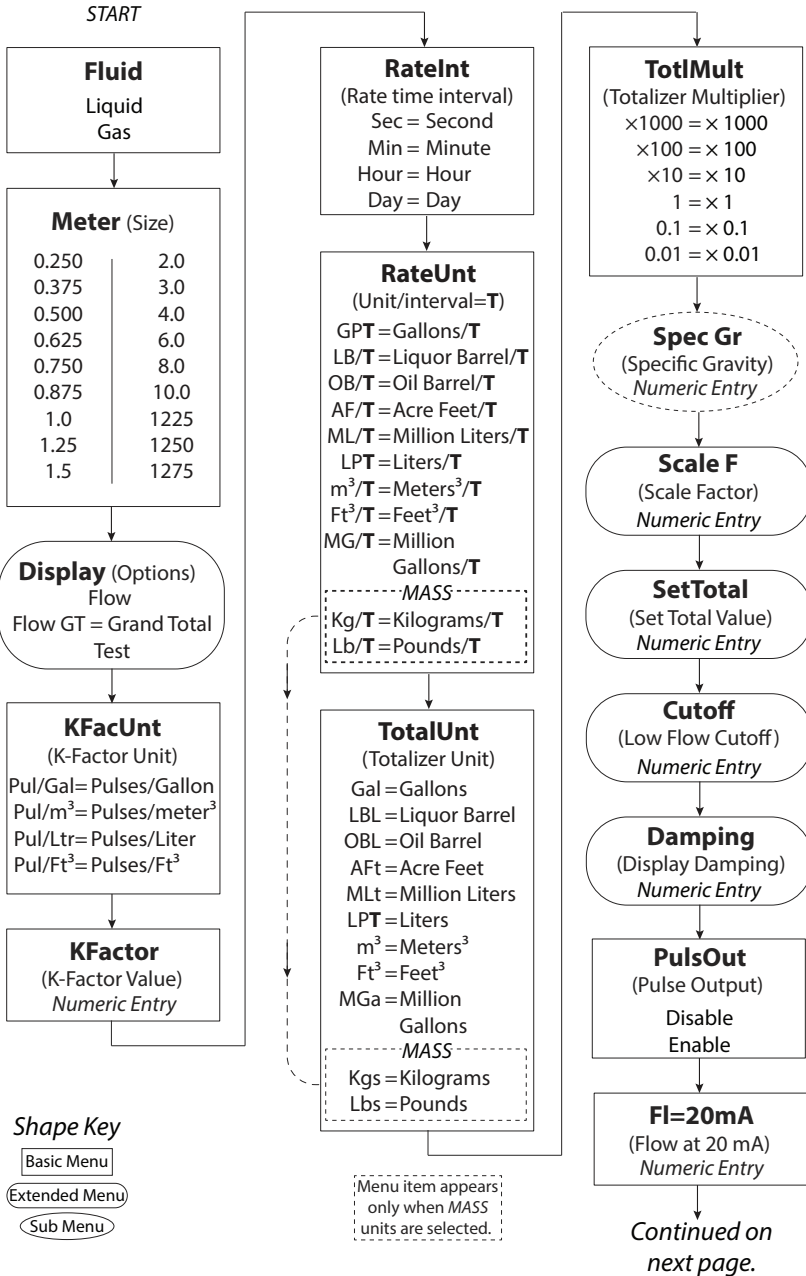 START
Fluid
Liquid
Gas
Meter (Size)
0.250 2.0
0.375 3.0
0.500 4.0
0.625 6.0
0.750 8.0
0.875 10.0
1.0 1225
1.25 1250
1.5 1275
Display (Options)
Flow
Flow GT = Grand Total
Test
KFacUnt
(K-Factor Unit)
Pul/Gal= Pulses/Gallon
Pul/m³= Pulses/meter³
Pul/Ltr= Pulses/Liter
Pul/Ft³= Pulses/Ft³
KFactor
(K-Factor Value)
Numeric Entry
Shape Key
Basic Menu
Extended Menu
Sub Menu
RateInt
(Rate time interval)
Sec = Second
Min = Minute
Hour = Hour
Day = Day
RateUnt
(Unit/interval=T)
GPT = Gallons/T
LB/T = Liquor Barrel/T
OB/T = Oil Barrel/T
AF/T = Acre Feet/T
ML/T = Million Liters/T
LPT = Liters/T
m³/T = Meters³/T
Ft³/T = Feet³/T
MG/T = Million
Gallons/T
MASS
Kg/T = Kilograms/T
Lb/T = Pounds/T
TotalUnt
(Totalizer Unit)
Gal = Gallons
LBL = Liquor Barrel
OBL = Oil Barrel
AFt = Acre Feet
MLt = Million Liters
LPT = Liters
m³ = Meters³
Ft³ = Feet³
MGa = Million
Gallons
MASS
Kgs = Kilograms
Lbs = Pounds
Menu item appears
only when MASS
units are selected.
TotlMult
(Totalizer Multiplier)
×1000 = × 1000
×100 = × 100
×10 = × 10
1 = × 1
0.1 = × 0.1
0.01 = × 0.01
Spec Gr
(Specific Gravity)
Numeric Entry
Scale F
(Scale Factor)
Numeric Entry
SetTotal
(Set Total Value)
Numeric Entry
Cutoff
(Low Flow Cutoff)
Numeric Entry
Damping
(Display Damping)
Numeric Entry
PulsOut
(Pulse Output)
Disable
Enable
Fl=20mA
(Flow at 20 mA)
Numeric Entry
Continued on
next page.